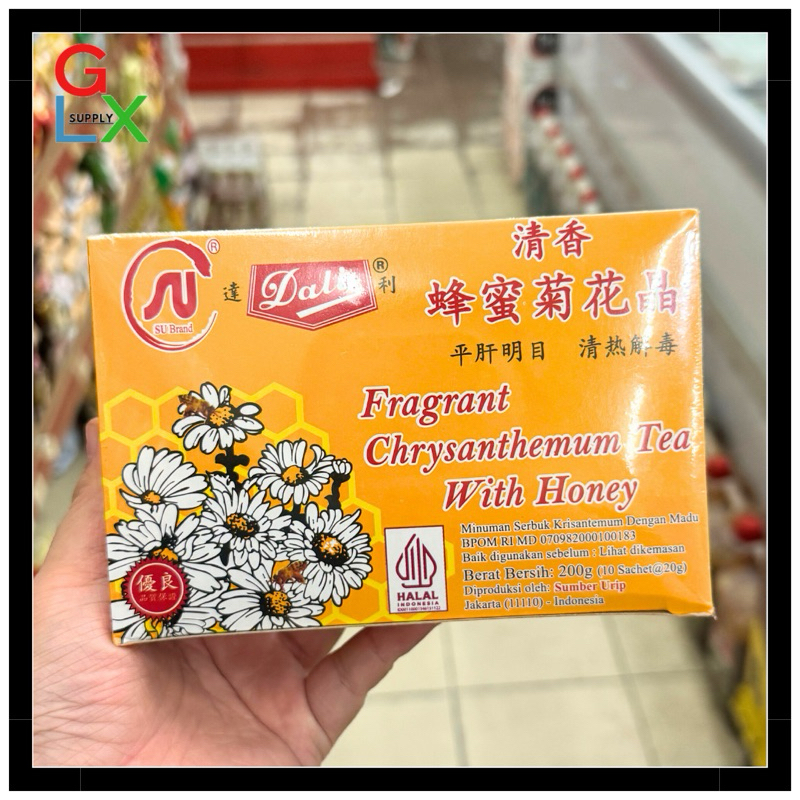 GLX
SUPPLY
SU Brand
達 Dali 利
清香
蜂蜜菊花晶
平肝明目 清热解毒
Fragrant
Chrysanthemum Tea
With Honey
Minuman Serbuk Krisantemum Dengan Madu
BPOM RI MD 070982000100183
Baik digunakan sebelum : Lihat dikemasan
Berat Bersih: 200g (10 Sachet@20g)
Diproduksi oleh: Sumber Urip
Jakarta (11110) - Indonesia
HALAL
INDONESIA
優良